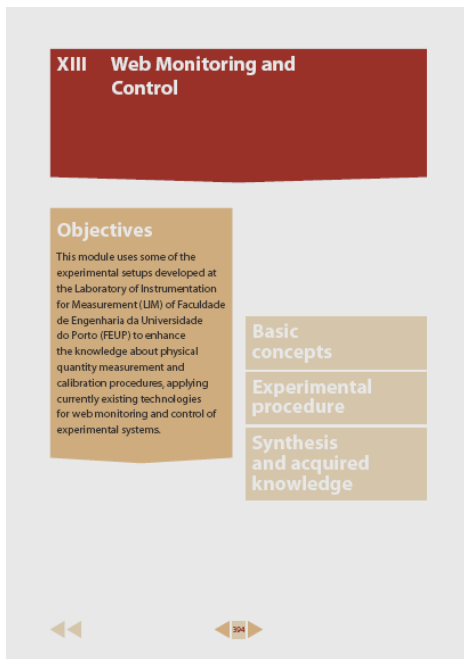 XIII Web Monitoring and
Control
Objectives
This module uses some of the
experimental setups developed at
the Laboratory of Instrumentation
for Measurement (LIM) of Faculdade
de Engenharia da Universidade
do Porto (FEUP) to enhance
the knowledge about physical
quantity measurement and
calibration procedures, applying
currently existing technologies
for web monitoring and control of
experimental systems.
Basic
concepts
Experimental
procedure
Synthesis
and acquired
knowledge
394